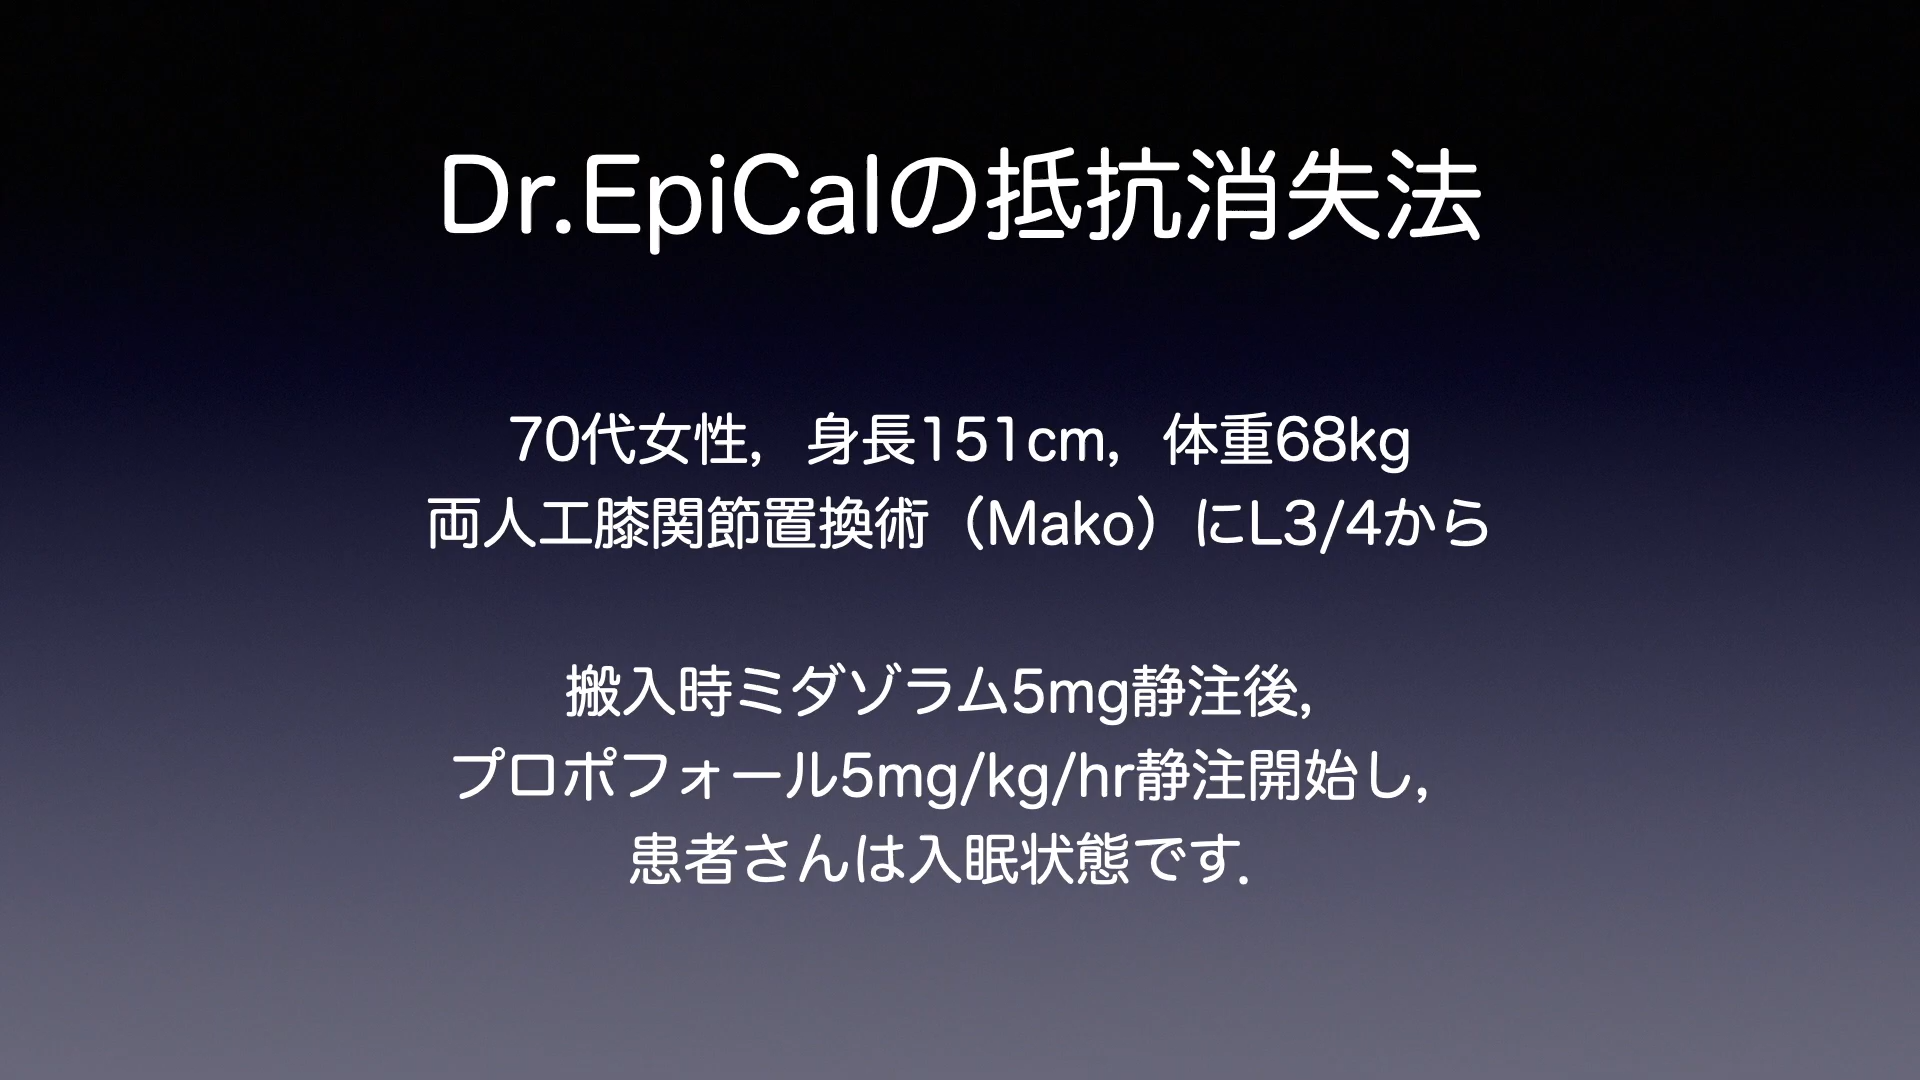 Dr.EpiCalの抵抗消失法
70代女性，身長151cm，体重68kg
両人工膝関節置換術（Mako）にL3/4から
搬入時ミダゾラム5mg静注後，
プロポフォール5mg/kg/hr静注開始し，
患者さんは入眠状態です．